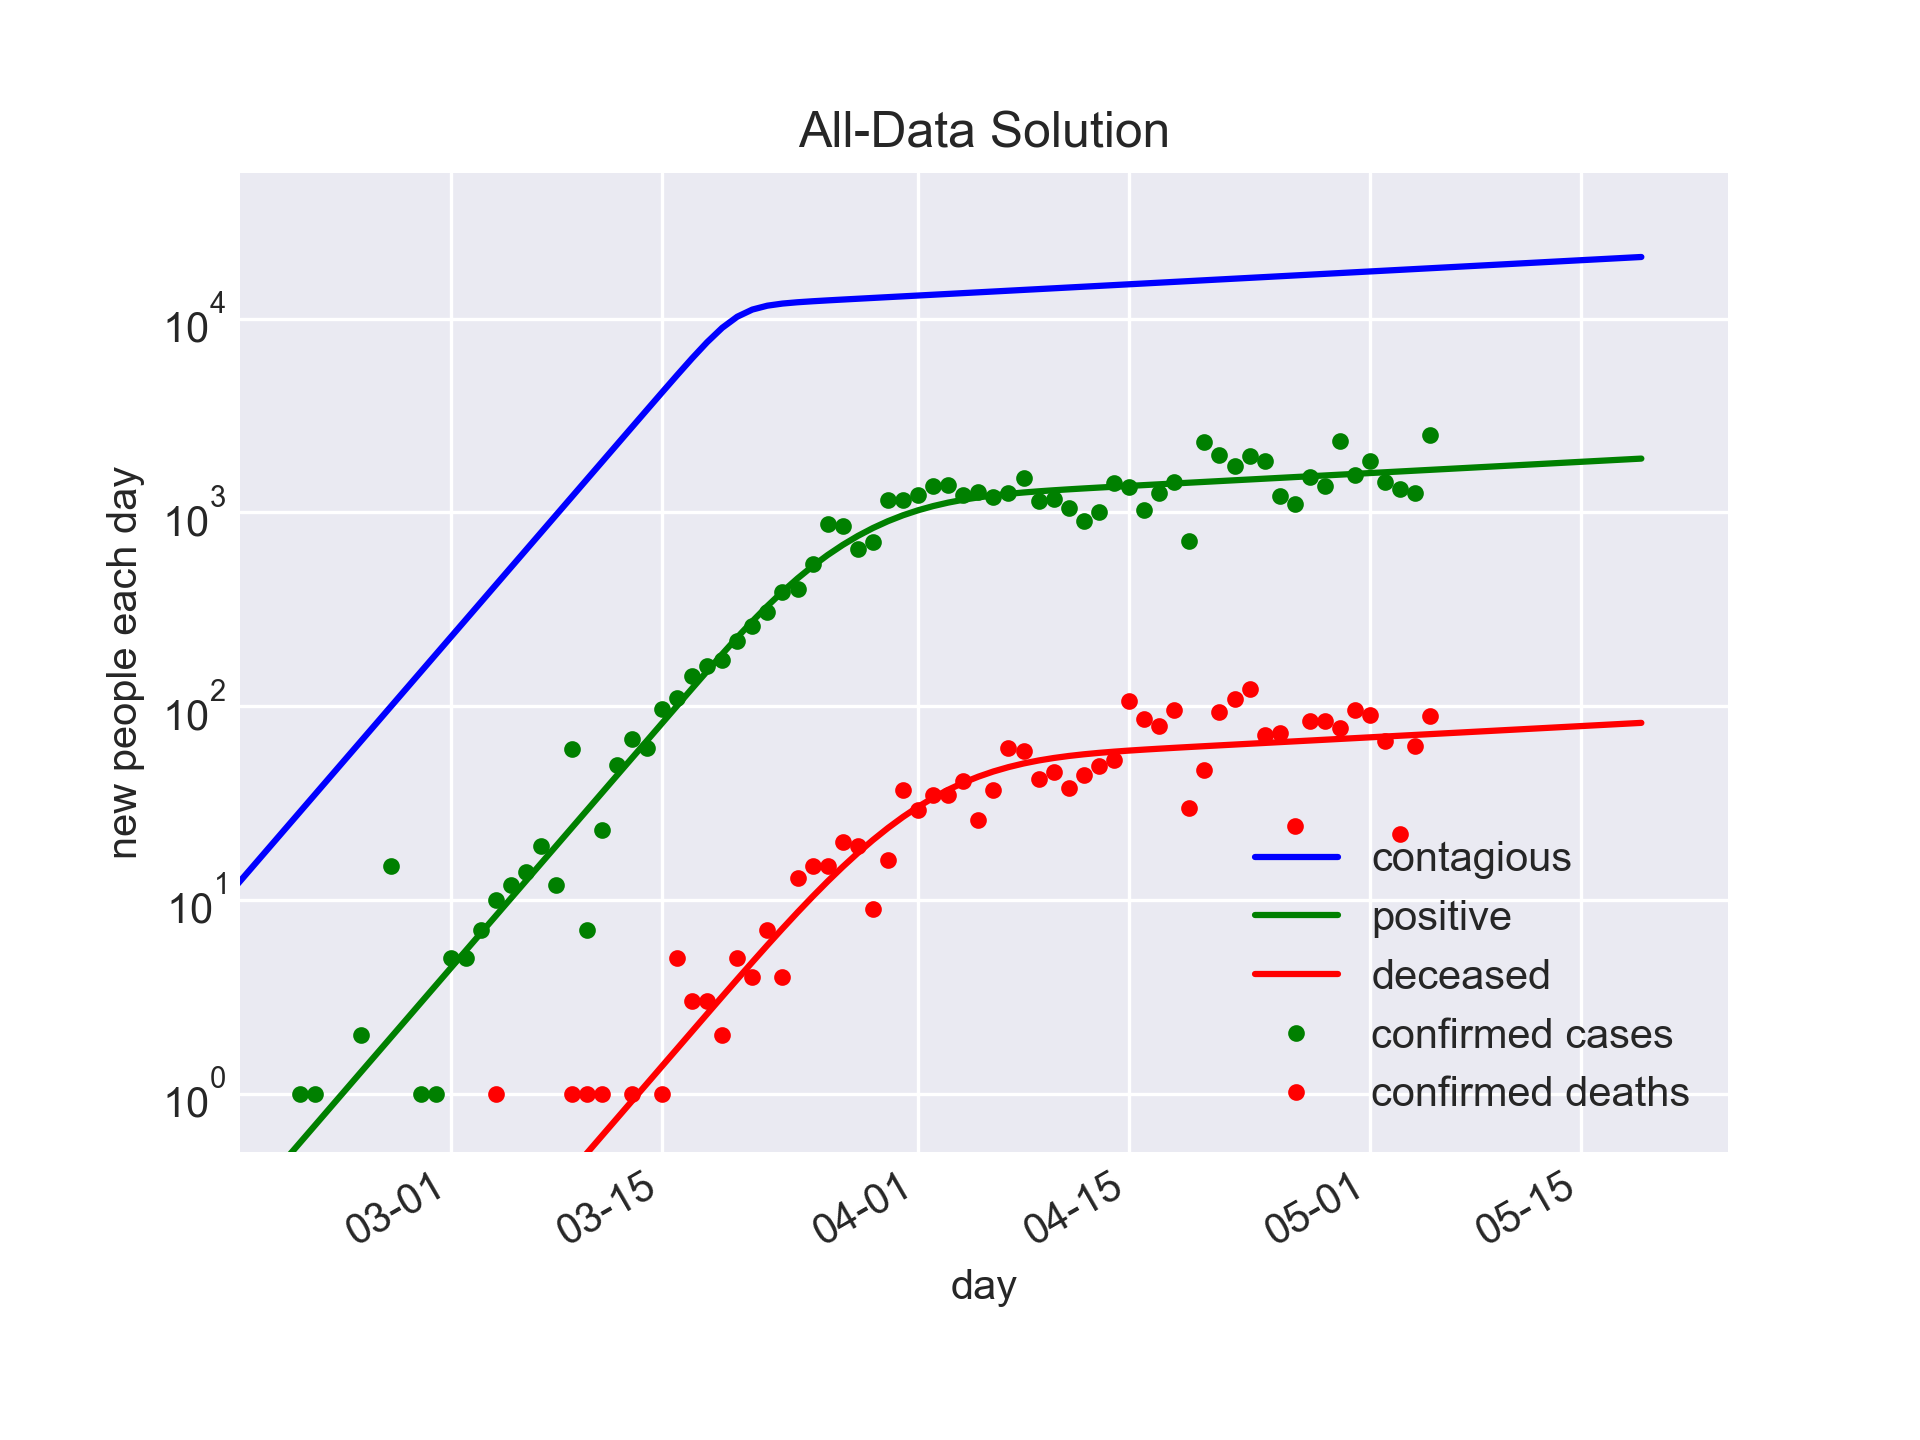 All-Data Solution
new people each day
10^4
10^3
10^2
10^1
10^0
contagious
positive
deceased
confirmed cases
confirmed deaths
03-01
03-15
04-01
04-15
05-01
05-15
day